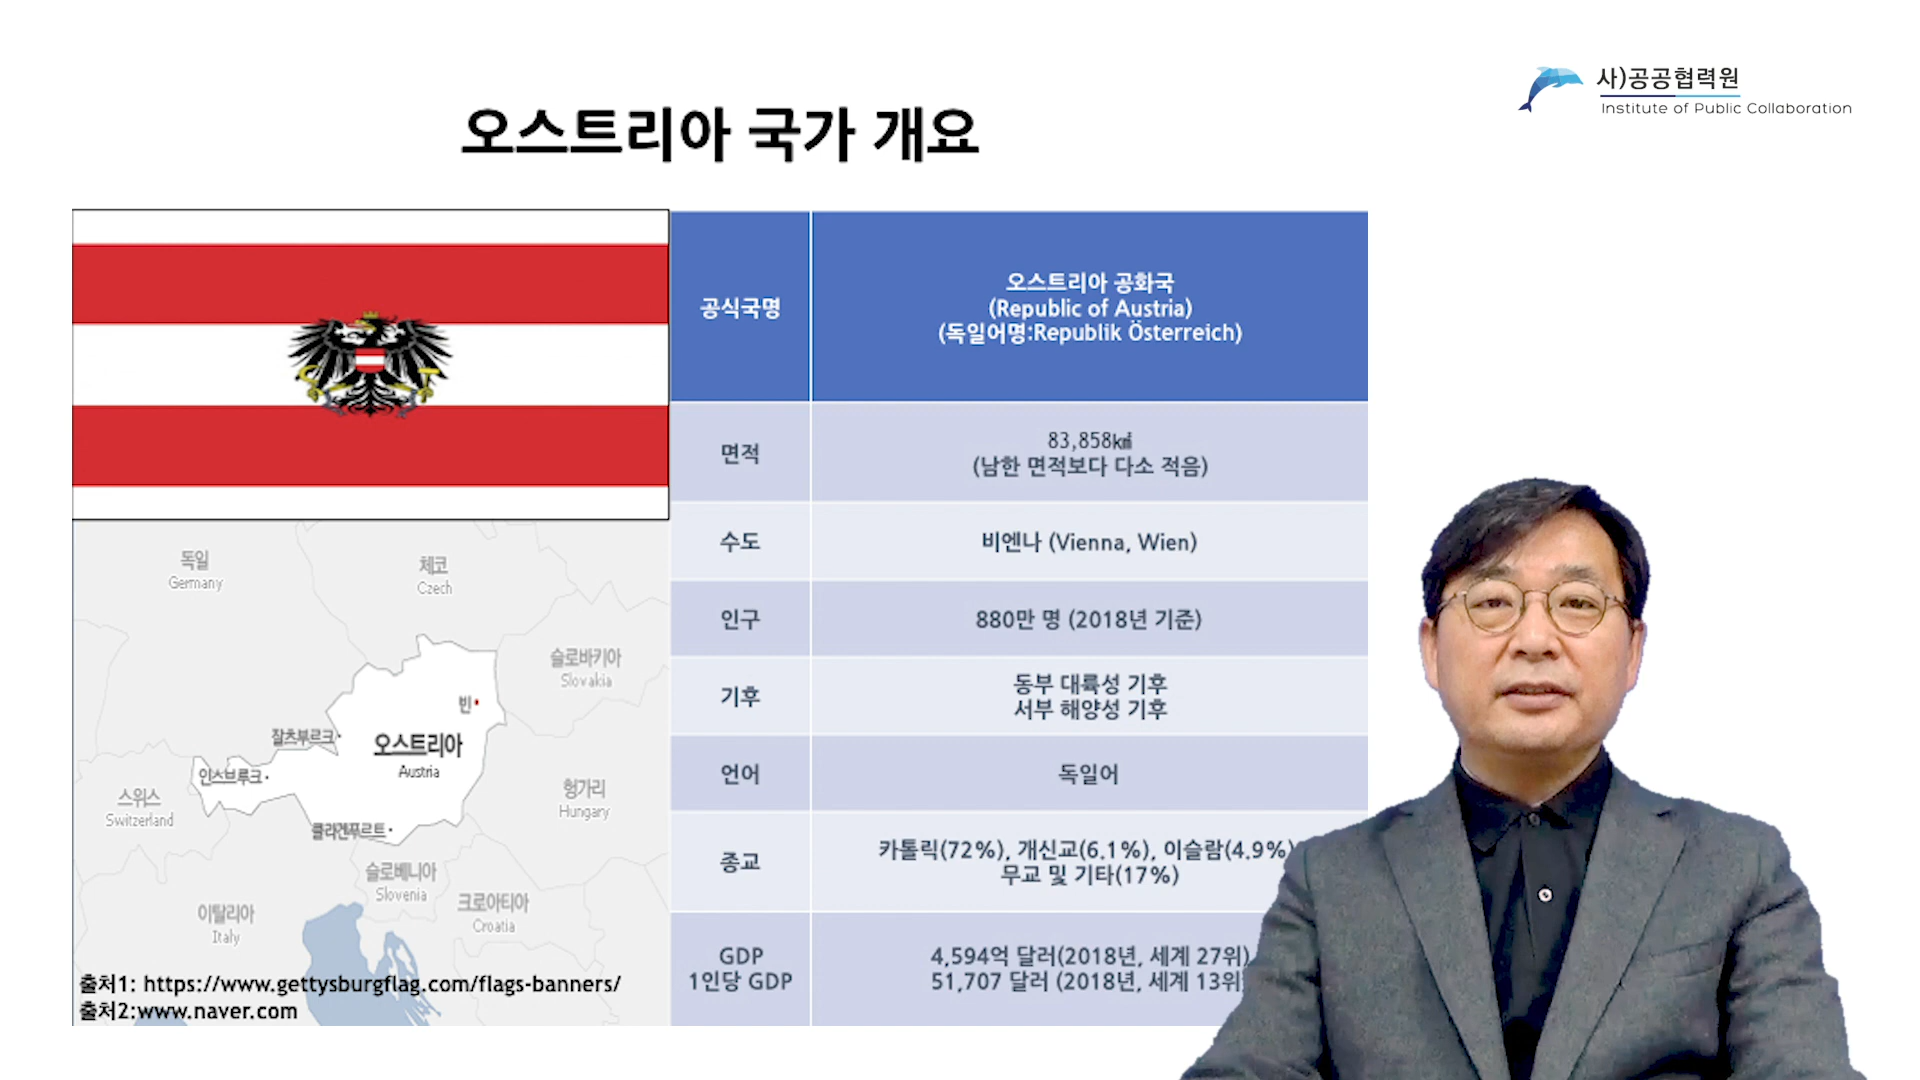 사)공공협력원
Institute of Public Collaboration
오스트리아 국가 개요
공식국명
오스트리아 공화국
(Republic of Austria)
(독일어명:Republik Österreich)
면적
83,858㎢
(남한 면적보다 다소 적음)
수도
비엔나 (Vienna, Wien)
인구
880만 명 (2018년 기준)
기후
동부 대륙성 기후
서부 해양성 기후
언어
독일어
종교
카톨릭(72%), 개신교(6.1%), 이슬람(4.9%)
무교 및 기타(17%)
GDP
1인당 GDP
4,594억 달러(2018년, 세계 27위)
51,707 달러 (2018년, 세계 13위
독일
Germany
체코
Czech
슬로바키아
Slovakia
빈
잘츠부르크
오스트리아
Austria
인스브루크
스위스
Switzerland
헝가리
Hungary
클라겐푸르트
슬로베니아
Slovenia
크로아티아
Croatia
이탈리아
Italy
출처1: https://www.gettysburgflag.com/flags-banners/
출처2:www.naver.com